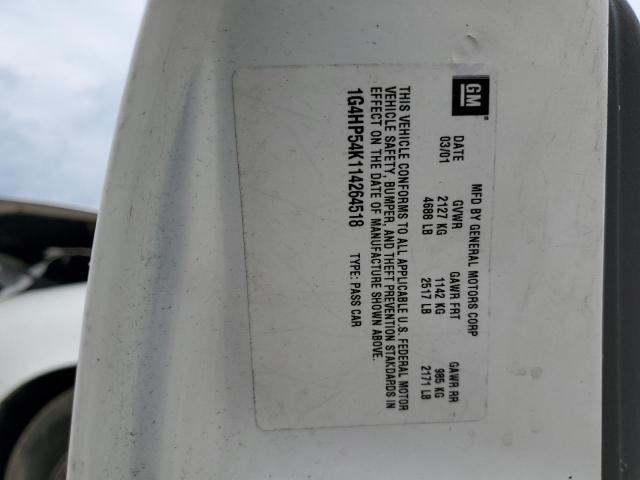 GM®
MFD BY GENERAL MOTORS CORP
DATE GVWR GAWR FRT GAWR RR
03/01 2127 KG 1142 KG 985 KG
4688 LB 2517 LB 2171 LB
THIS VEHICLE CONFORMS TO ALL APPLICABLE U.S. FEDERAL MOTOR
VEHICLE SAFETY, BUMPER, AND THEFT PREVENTION STANDARDS IN
EFFECT ON THE DATE OF MANUFACTURE SHOWN ABOVE.
1G4HP54K114264518 TYPE: PASS CAR